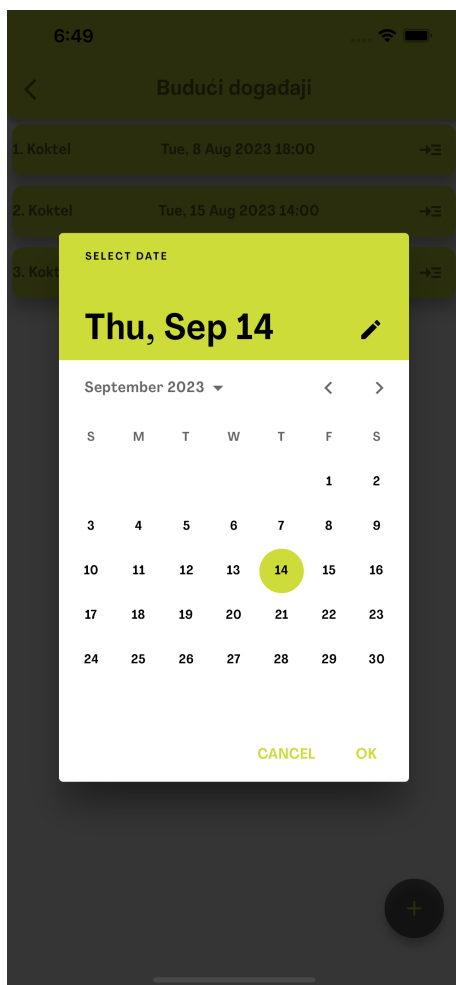 6:49
Budući događaji
1. Koktel Tue, 8 Aug 2023 18:00
2. Koktel Tue, 15 Aug 2023 14:00
3. Kokt
SELECT DATE
Thu, Sep 14
September 2023
S M T W T F S
1 2
3 4 5 6 7 8 9
10 11 12 13 14 15 16
17 18 19 20 21 22 23
24 25 26 27 28 29 30
CANCEL OK